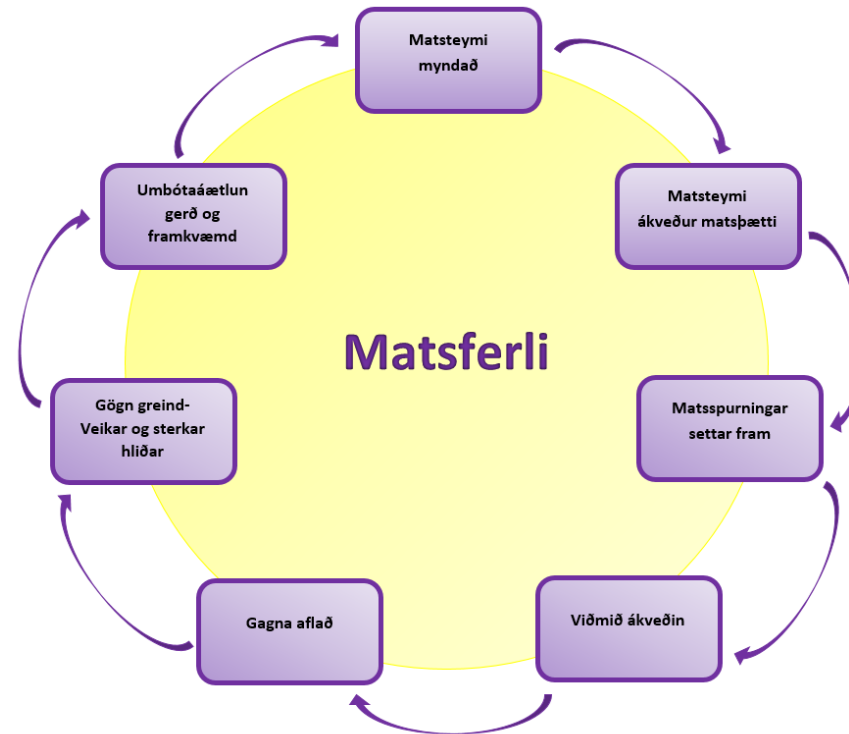 Matsteymi
myndað
Matsteymi
ákveður matsþætti
Matsspurningar
settar fram
Viðmið ákveðin
Gagna aflað
Gögn greind-
Veikar og sterkar
hliðar
Umbótaáætlun
gerð og
framkvæmd
Matsferli